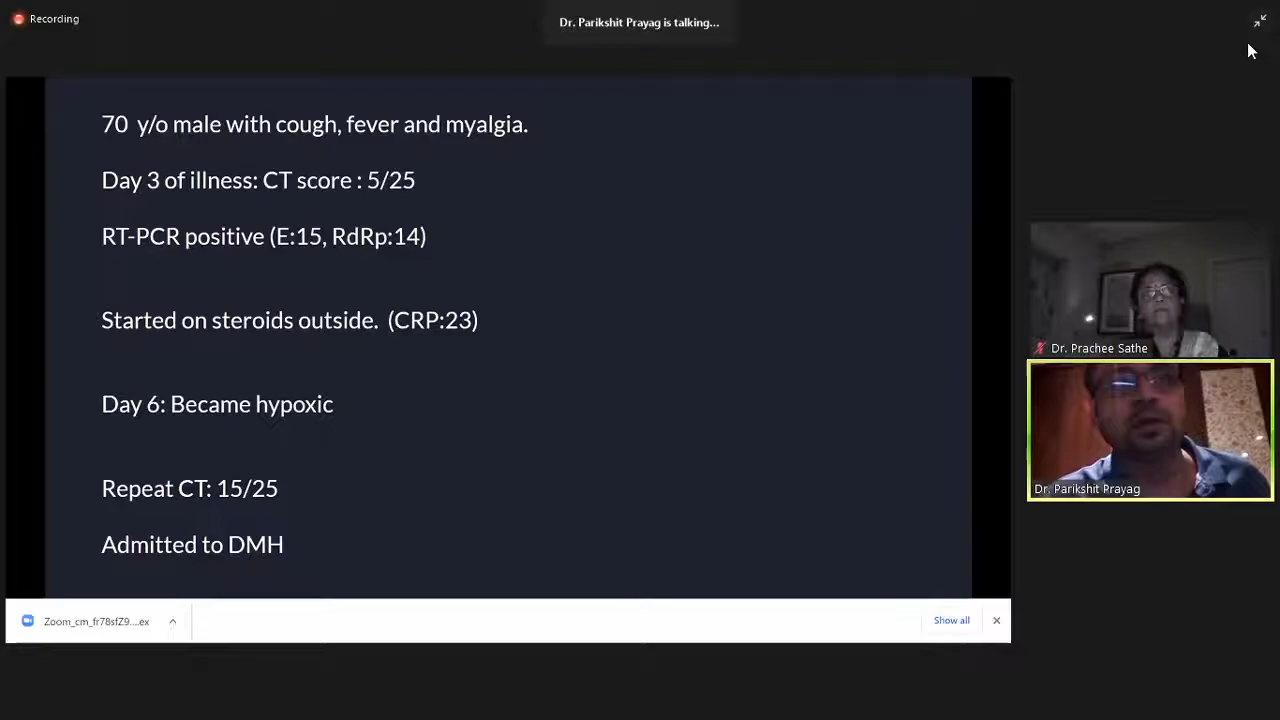 Recording
Dr. Parikshit Prayag is talking...
70 y/o male with cough, fever and myalgia.
Day 3 of illness: CT score : 5/25
RT-PCR positive (E:15, RdRp:14)
Started on steroids outside. (CRP:23)
Day 6: Became hypoxic
Repeat CT: 15/25
Admitted to DMH
Dr. Prachee Sathe
Dr. Parikshit Prayag
Zoom_cm_fr78sfZ9....ex
Show all